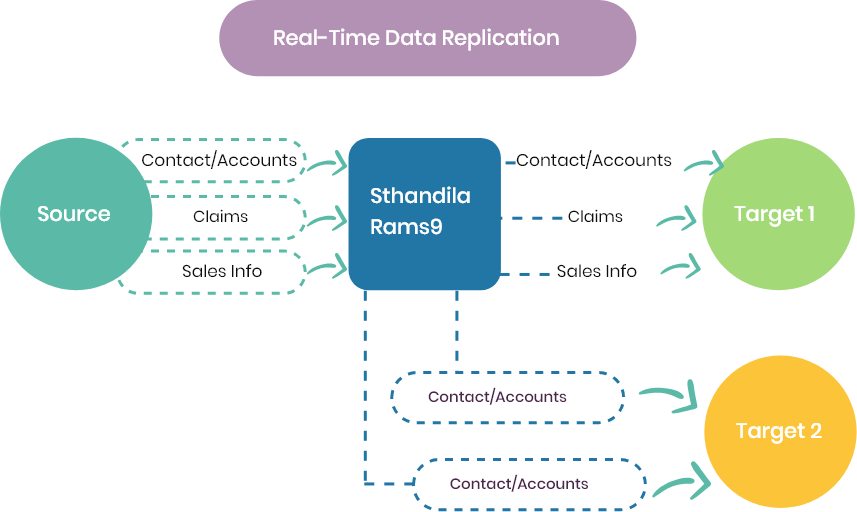 Real-Time Data Replication
Source
Contact/Accounts
Claims
Sales Info
Sthandila
Rams9
Contact/Accounts
Claims
Sales Info
Target 1
Contact/Accounts
Contact/Accounts
Target 2